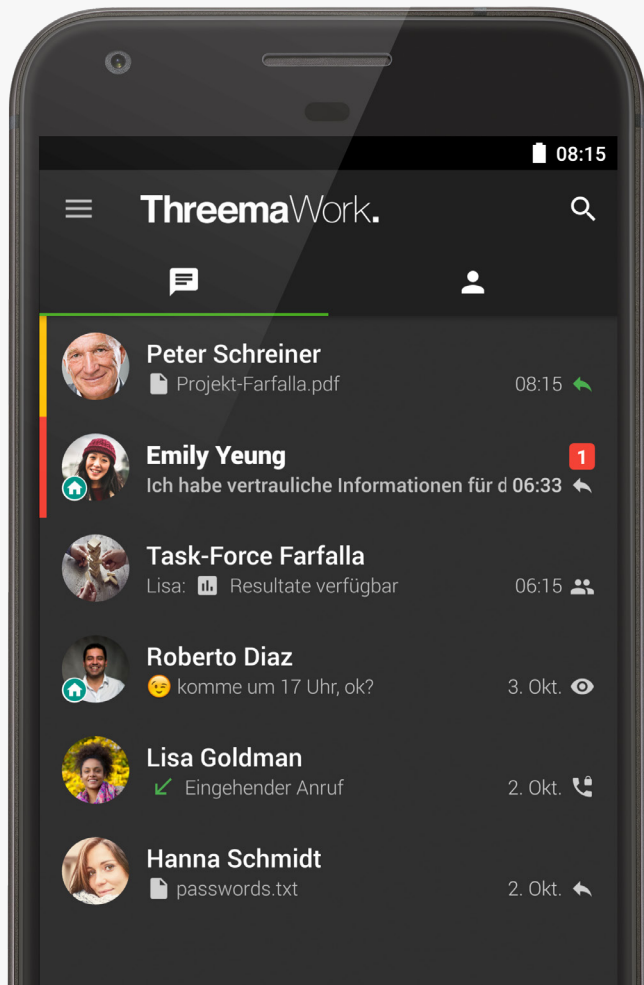 08:15
ThreemaWork.
Peter Schreiner
Projekt-Farfalla.pdf 08:15
Emily Yeung 1
Ich habe vertrauliche Informationen für d 06:33
Task-Force Farfalla
Lisa: Resultate verfügbar 06:15
Roberto Diaz
😉 komme um 17 Uhr, ok? 3. Okt.
Lisa Goldman
Eingehender Anruf 2. Okt.
Hanna Schmidt
passwords.txt 2. Okt.